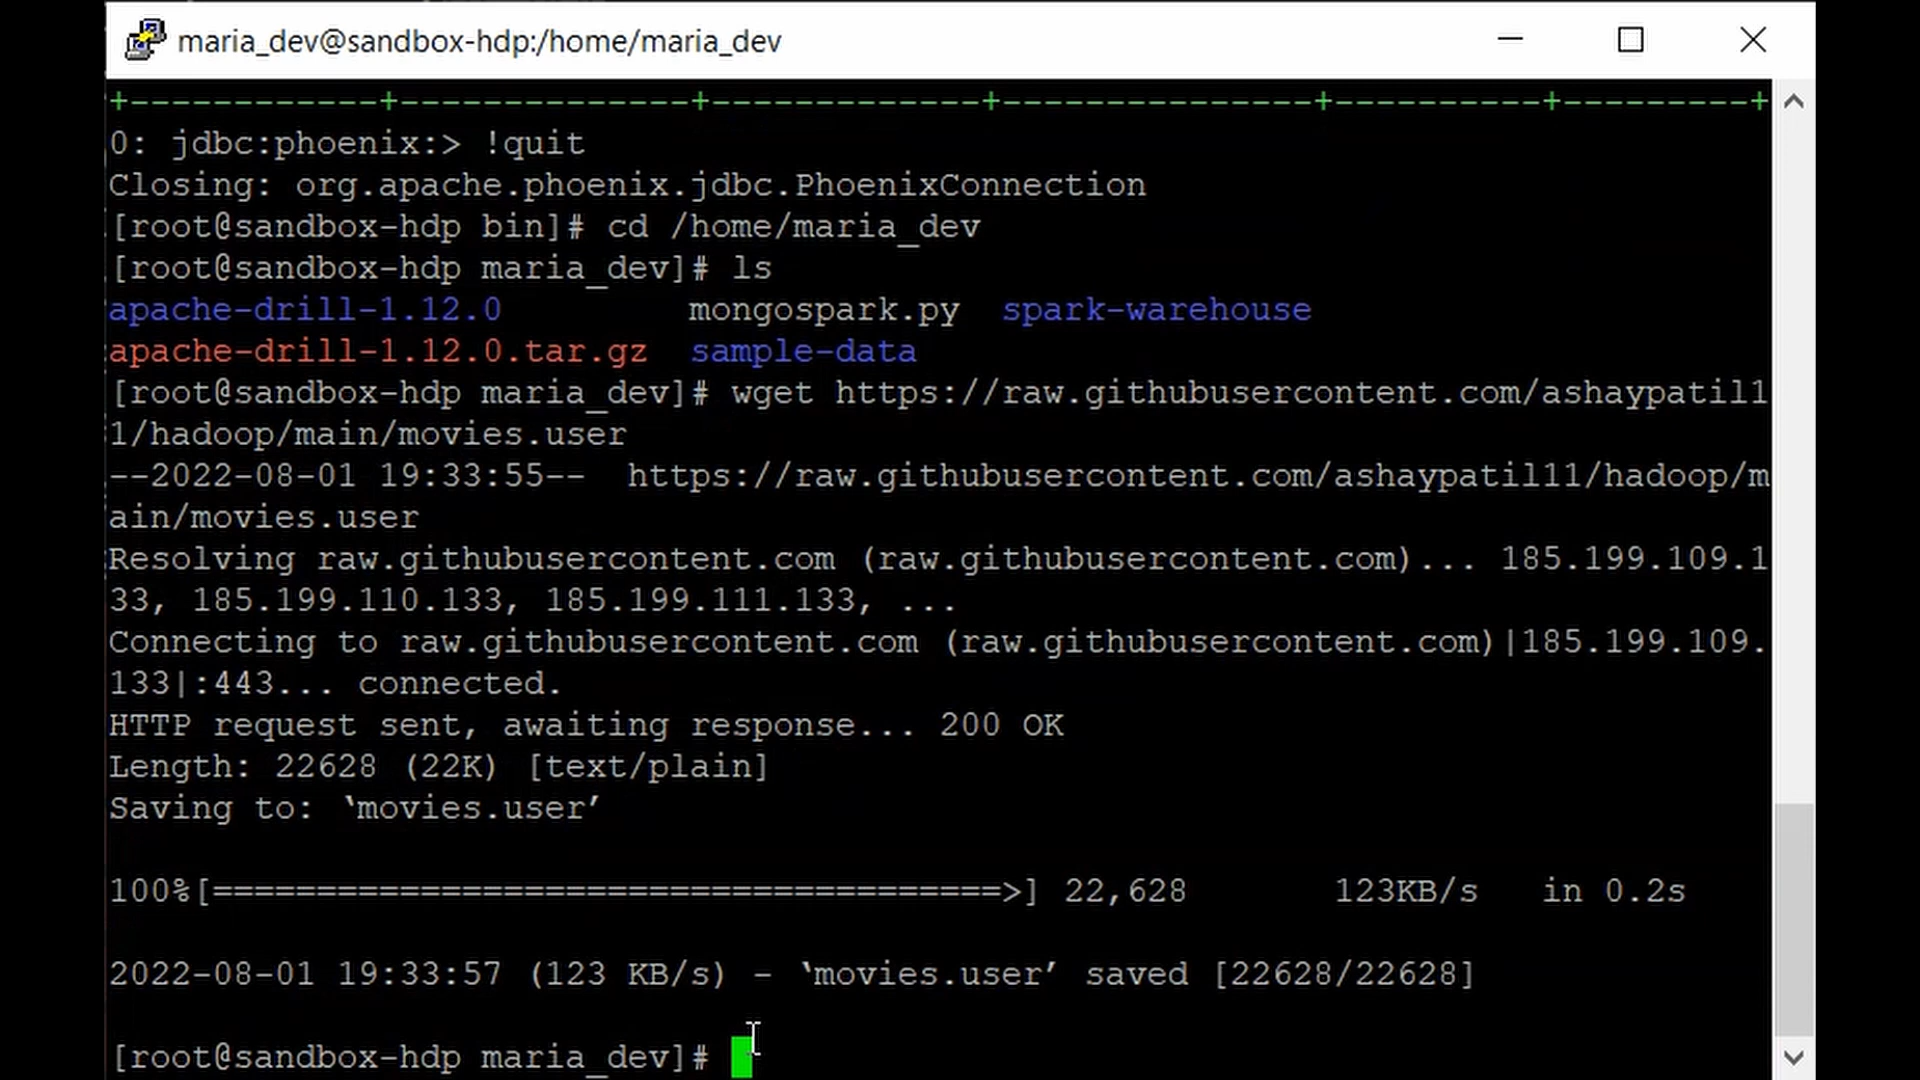 maria_dev@sandbox-hdp:/home/maria_dev
+------------+--------------+-------------+---------------+----------+---------+
0: jdbc:phoenix:> !quit
Closing: org.apache.phoenix.jdbc.PhoenixConnection
[root@sandbox-hdp bin]# cd /home/maria_dev
[root@sandbox-hdp maria_dev]# ls
apache-drill-1.12.0         mongospark.py  spark-warehouse
apache-drill-1.12.0.tar.gz  sample-data
[root@sandbox-hdp maria_dev]# wget https://raw.githubusercontent.com/ashaypatil1
1/hadoop/main/movies.user
--2022-08-01 19:33:55--  https://raw.githubusercontent.com/ashaypatil11/hadoop/m
ain/movies.user
Resolving raw.githubusercontent.com (raw.githubusercontent.com)... 185.199.109.1
33, 185.199.110.133, 185.199.111.133, ...
Connecting to raw.githubusercontent.com (raw.githubusercontent.com)|185.199.109.
133|:443... connected.
HTTP request sent, awaiting response... 200 OK
Length: 22628 (22K) [text/plain]
Saving to: ‘movies.user’
100%[======================================>] 22,628       123KB/s   in 0.2s
2022-08-01 19:33:57 (123 KB/s) - ‘movies.user’ saved [22628/22628]
[root@sandbox-hdp maria_dev]#